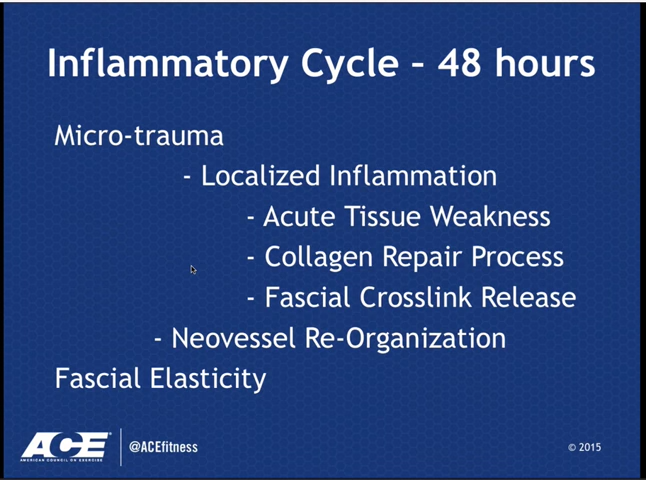 Inflammatory Cycle – 48 hours
Micro-trauma
- Localized Inflammation
- Acute Tissue Weakness
- Collagen Repair Process
- Fascial Crosslink Release
- Neovessel Re-Organization
Fascial Elasticity
ACE
AMERICAN COUNCIL ON EXERCISE
@ACEfitness
© 2015